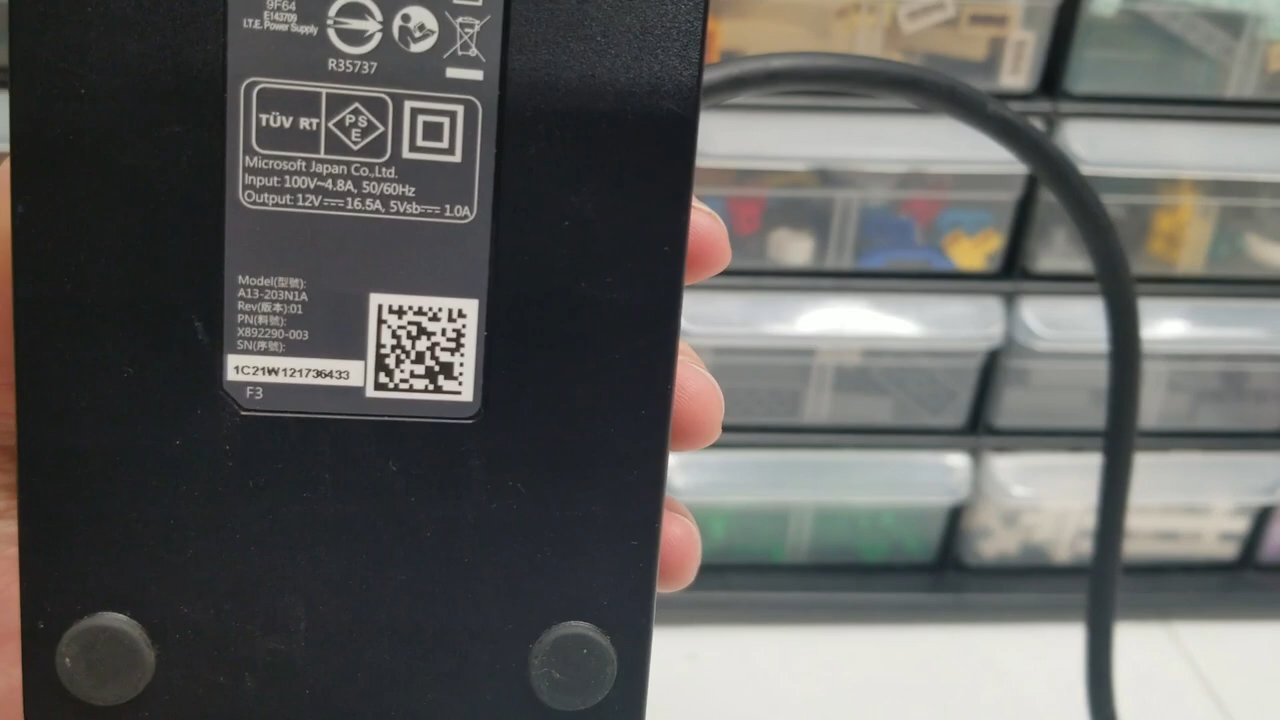 9F64
E143709
I.T.E. Power Supply
R35737
TÜV RT
PS
E
Microsoft Japan Co.,Ltd.
Input: 100V~4.8A, 50/60Hz
Output: 12V⎓16.5A, 5Vsb⎓ 1.0A
Model(型號):
A13-203N1A
Rev(版本):01
PN(料號):
X892290-003
SN(序號):
1C21W121736433
F3